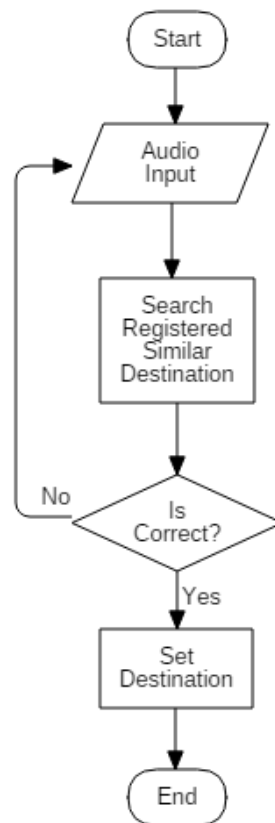 Start
Audio
Input
Search
Registered
Similar
Destination
Is
Correct?
No
Yes
Set
Destination
End